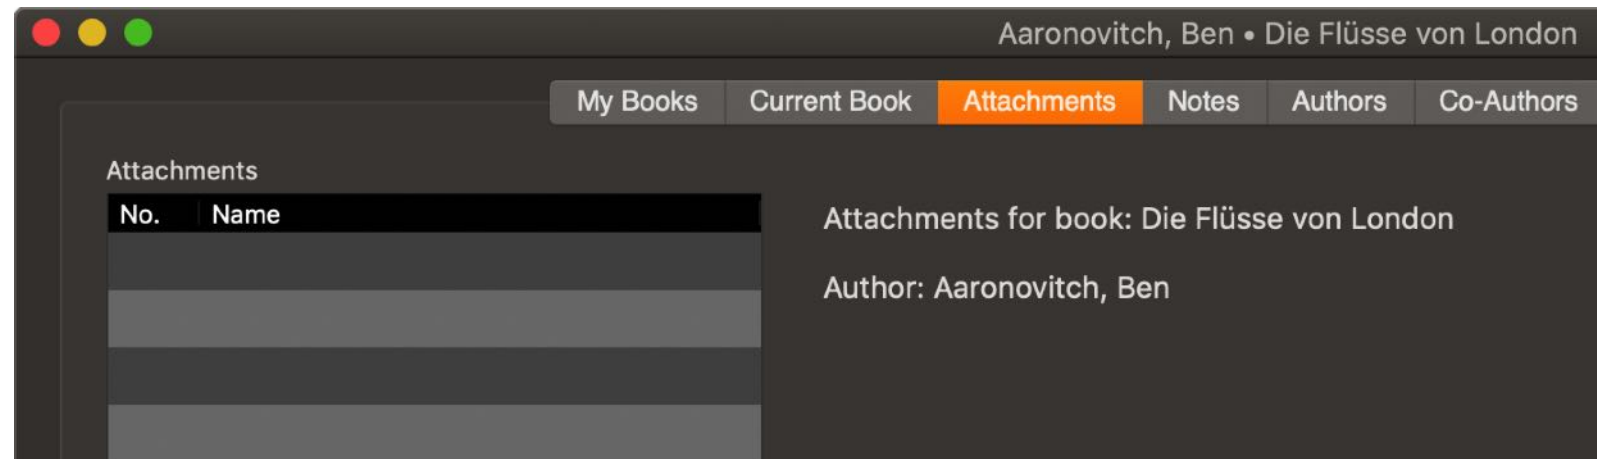 Aaronovitch, Ben • Die Flüsse von London
My Books Current Book Attachments Notes Authors Co-Authors
Attachments
No. Name
Attachments for book: Die Flüsse von London
Author: Aaronovitch, Ben